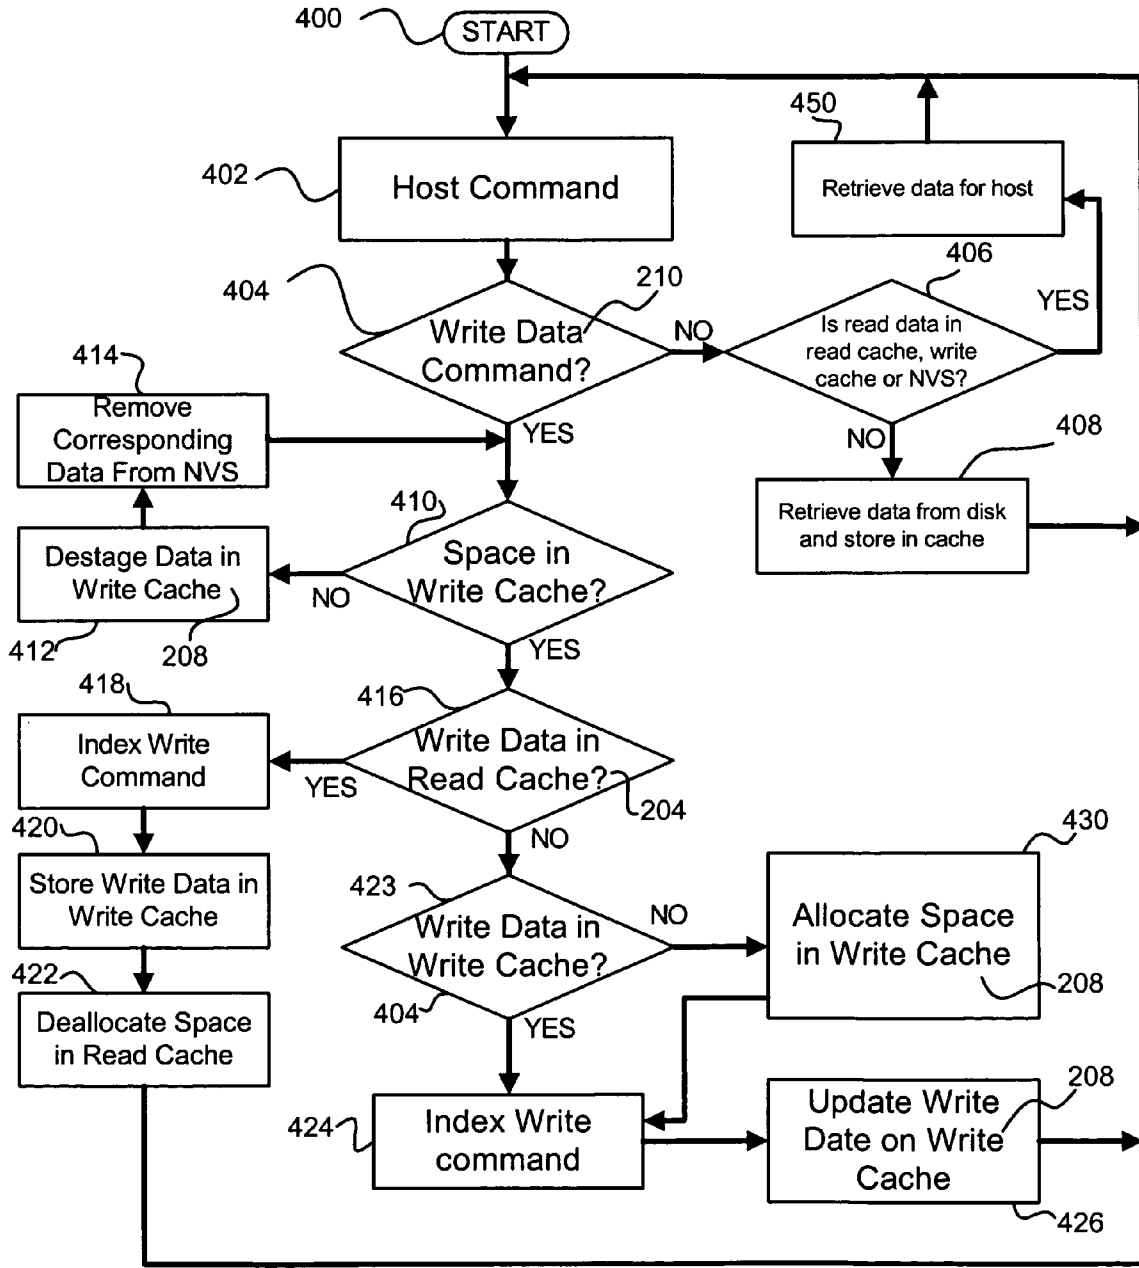 400
START
450
402
Host Command
Retrieve data for host
404
210
406
YES
Write Data
Command?
NO
Is read data in
read cache, write
cache or NVS?
414
Remove
Corresponding
Data From NVS
YES
NO
408
410
Retrieve data from disk
and store in cache
Destage Data in
Write Cache
Space in
Write Cache?
NO
412
208
YES
418
416
Index Write
Command
Write Data in
Read Cache?
YES
204
420
NO
430
Store Write Data in
Write Cache
423
Write Data in
Write Cache?
NO
Allocate Space
in Write Cache
422
404
208
Deallocate Space
in Read Cache
YES
208
424
Index Write
command
Update Write
Date on Write
Cache
426